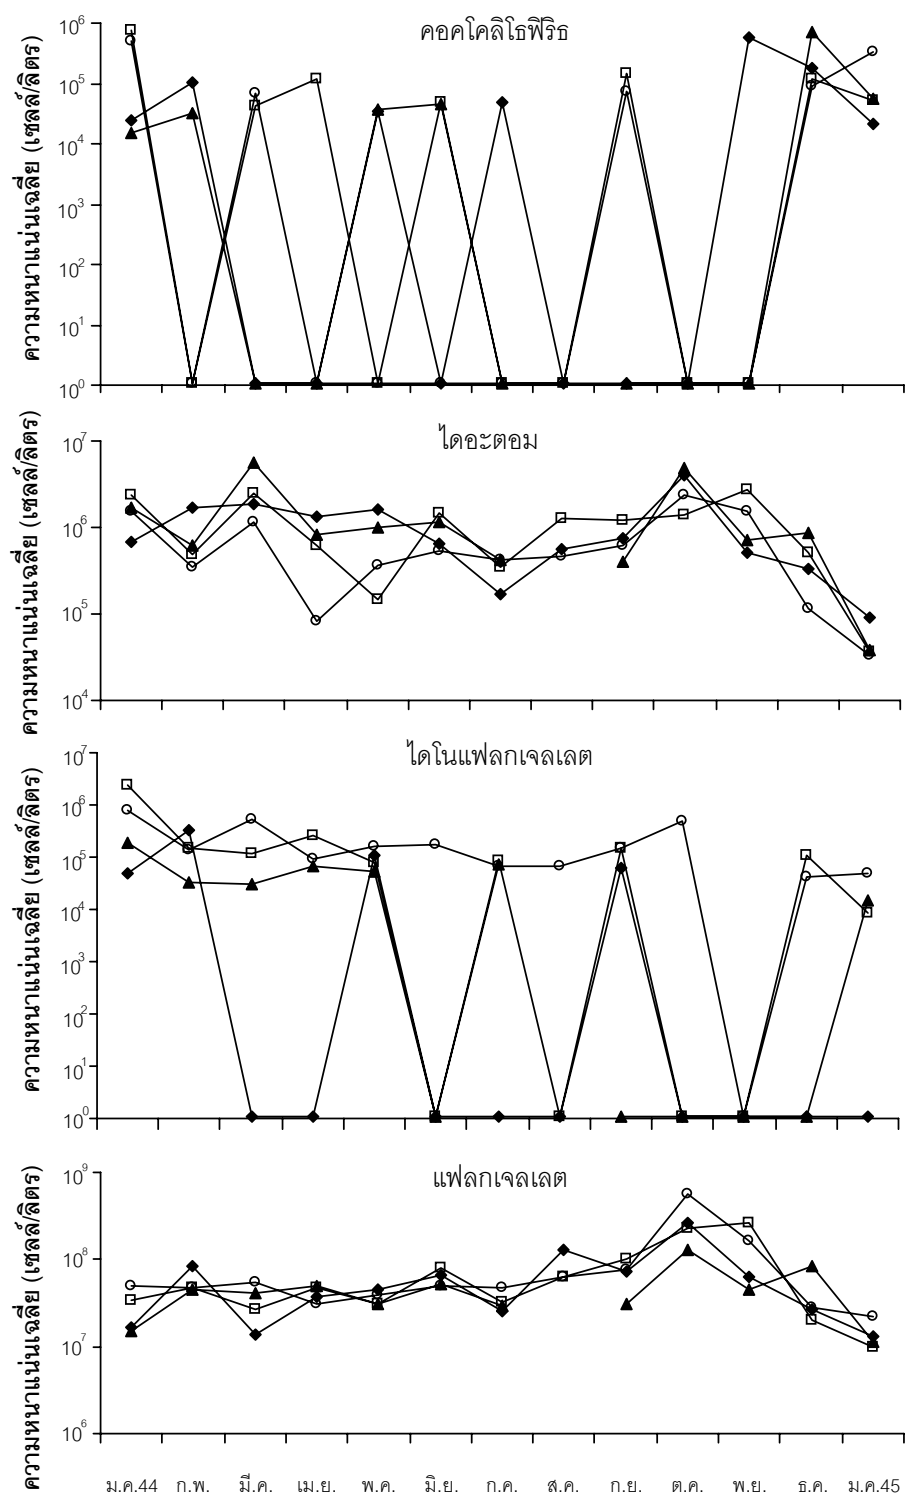 คอคโคลิโธฟิริธ
ความหนาแน่นเฉลี่ย (เซลล์/ลิตร)
10⁶
10⁵
10⁴
10³
10²
10¹
10⁰
ไดอะตอม
ความหนาแน่นเฉลี่ย (เซลล์/ลิตร)
10⁷
10⁶
10⁵
10⁴
ไดโนแฟลกเจลเลต
ความหนาแน่นเฉลี่ย (เซลล์/ลิตร)
10⁷
10⁶
10⁵
10⁴
10³
10²
10¹
10⁰
แฟลกเจลเลต
ความหนาแน่นเฉลี่ย (เซลล์/ลิตร)
10⁹
10⁸
10⁷
10⁶
ม.ค.44 ก.พ. มี.ค. เม.ย. พ.ค. มิ.ย. ก.ค. ส.ค. ก.ย. ต.ค. พ.ย. ธ.ค. ม.ค.45